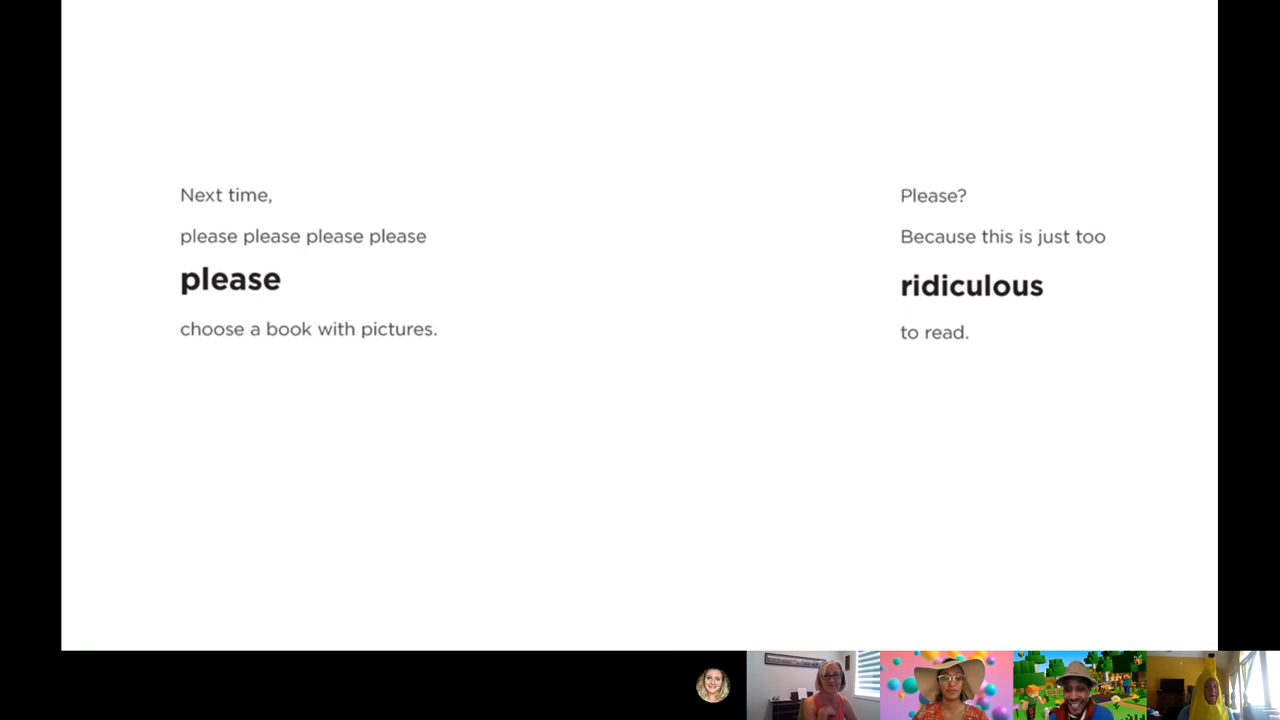 Next time,
please please please please
please
choose a book with pictures.
Please?
Because this is just too
ridiculous
to read.